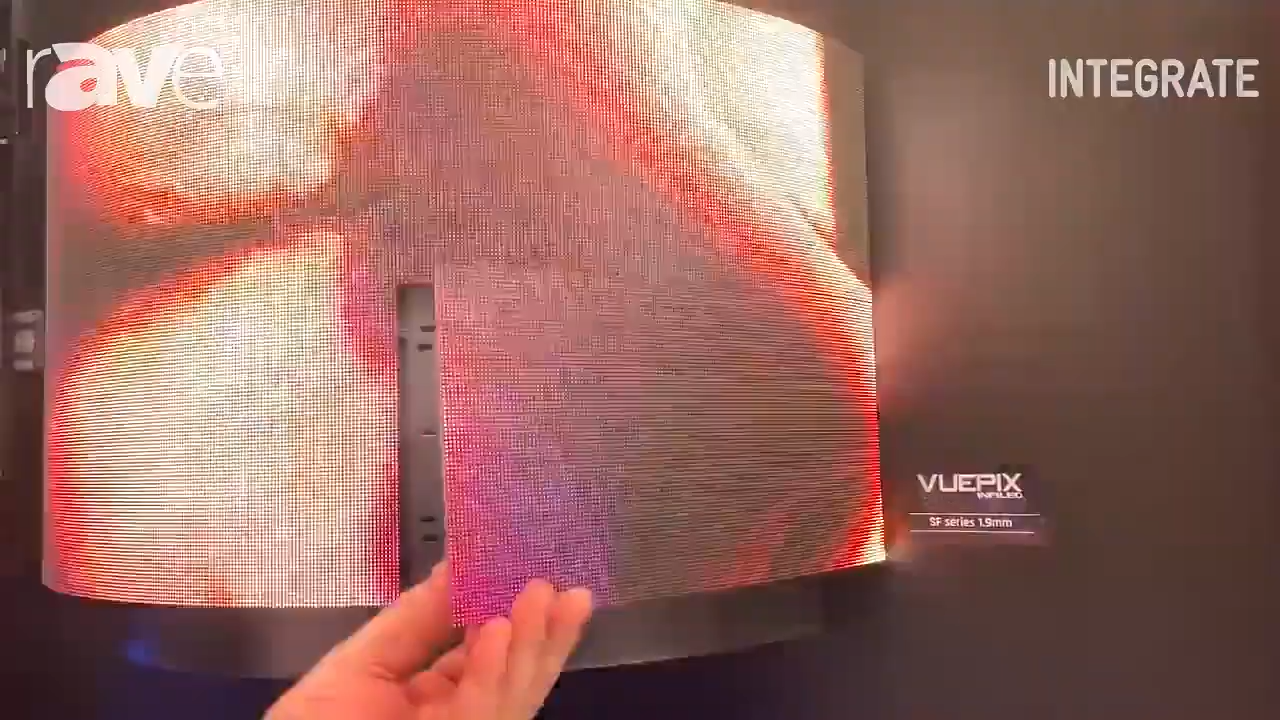 rave
INTEGRATE
VUEPIX
INFILED
SF series 1.9mm